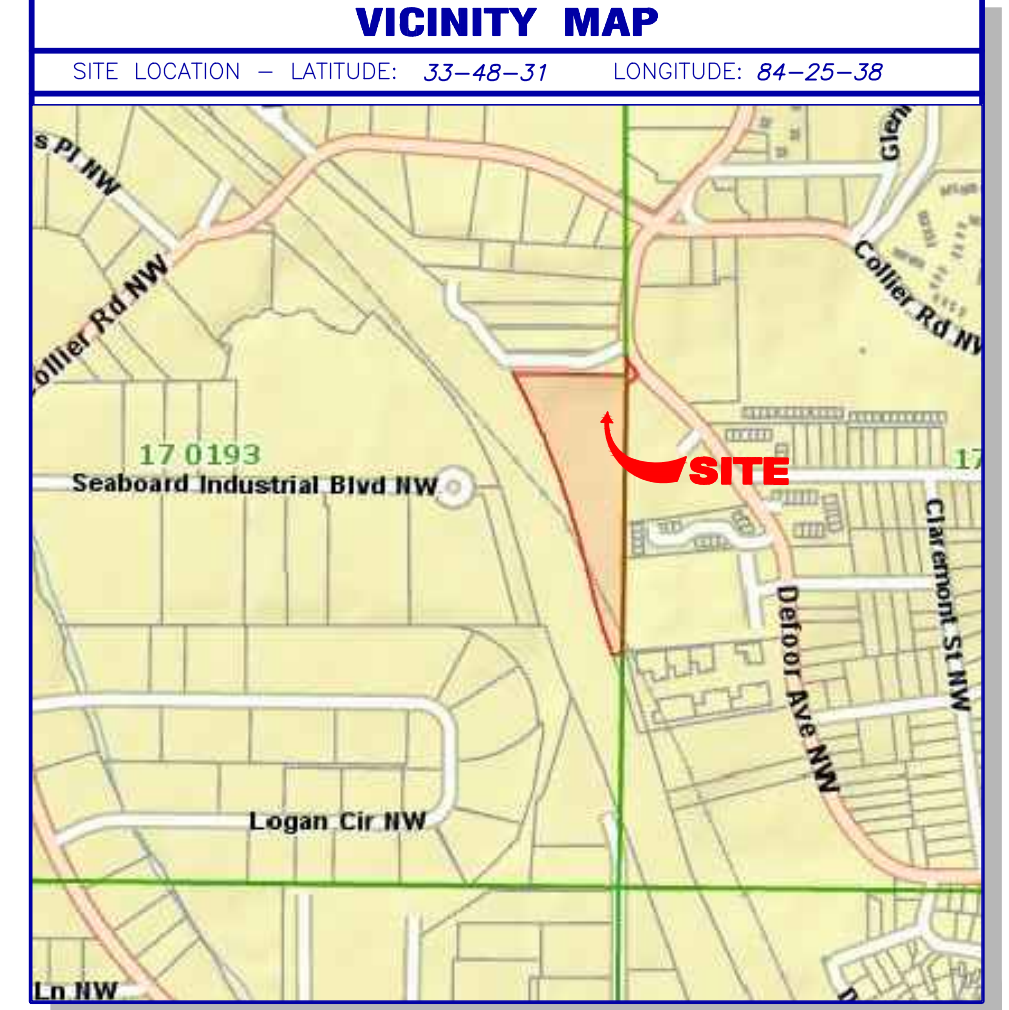 VICINITY MAP
SITE LOCATION – LATITUDE: 33–48–31 LONGITUDE: 84–25–38
s Pl NW
Glen
Collier Rd NW
ollier Rd NW
17 0193
Seaboard Industrial Blvd NW
SITE
17
Claremont St NW
Defoor Ave NW
Logan Cir NW
Ln NW